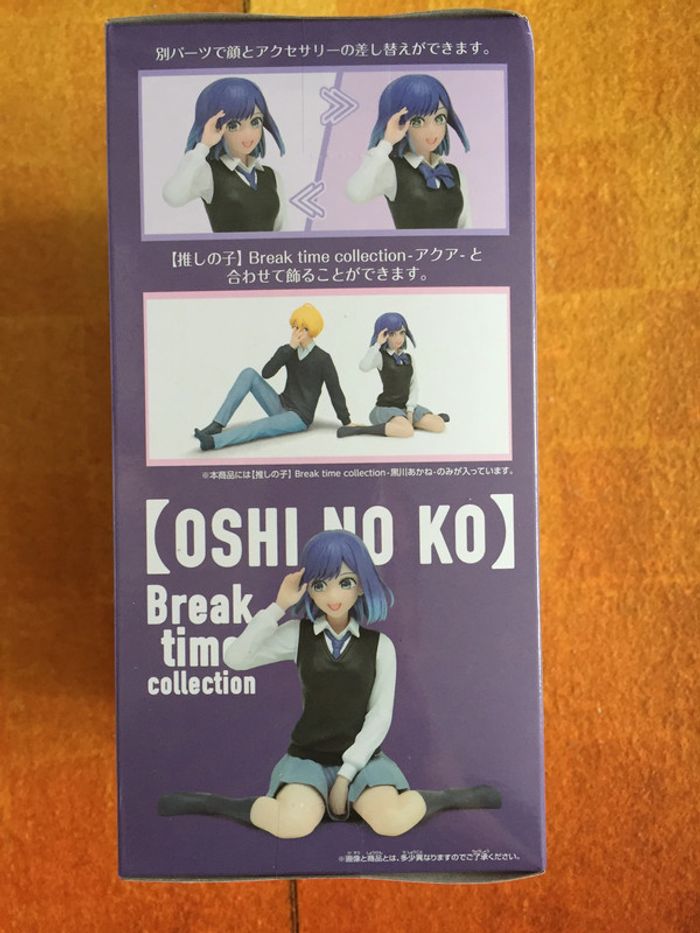 別パーツで顔とアクセサリーの差し替えができます。
【推しの子】Break time collection-アクア-と
合わせて飾ることができます。
※本商品には【推しの子】Break time collection-黒川あかね-のみが入っています。
【OSHI NO KO】
Break
time
collection
※画像と商品とは、多少異なりますのでご了承ください。